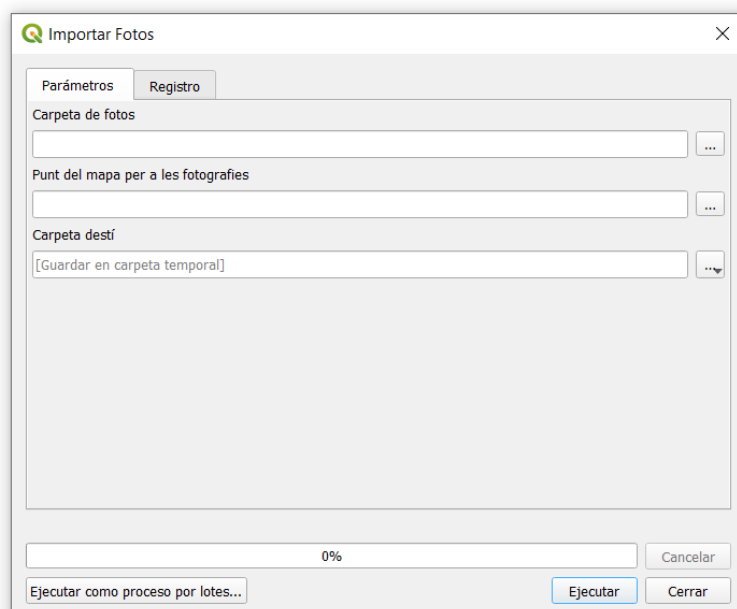 Importar Fotos
Parámetros Registro
Carpeta de fotos
...
Punt del mapa per a les fotografies
...
Carpeta destí
[Guardar en carpeta temporal] ...
0% Cancelar
Ejecutar como proceso por lotes... Ejecutar Cerrar